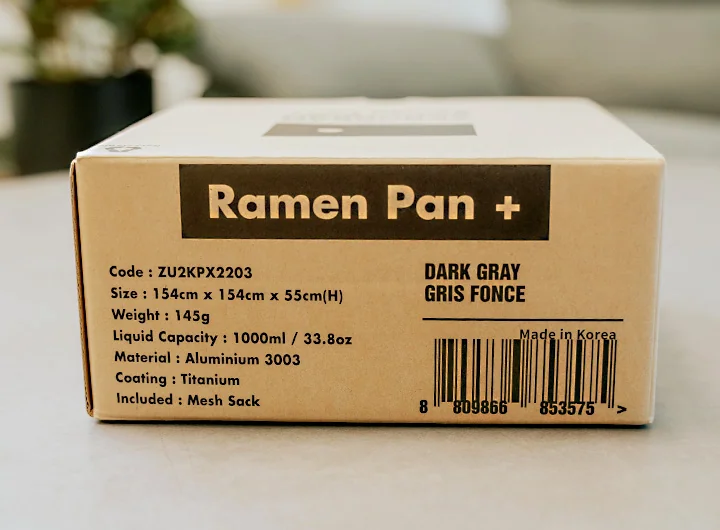 Ramen Pan +
Code : ZU2KPX2203
Size : 154cm x 154cm x 55cm(H)
Weight : 145g
Liquid Capacity : 1000ml / 33.8oz
Material : Aluminium 3003
Coating : Titanium
Included : Mesh Sack
DARK GRAY
GRIS FONCE
Made in Korea
8 809866 853575 >